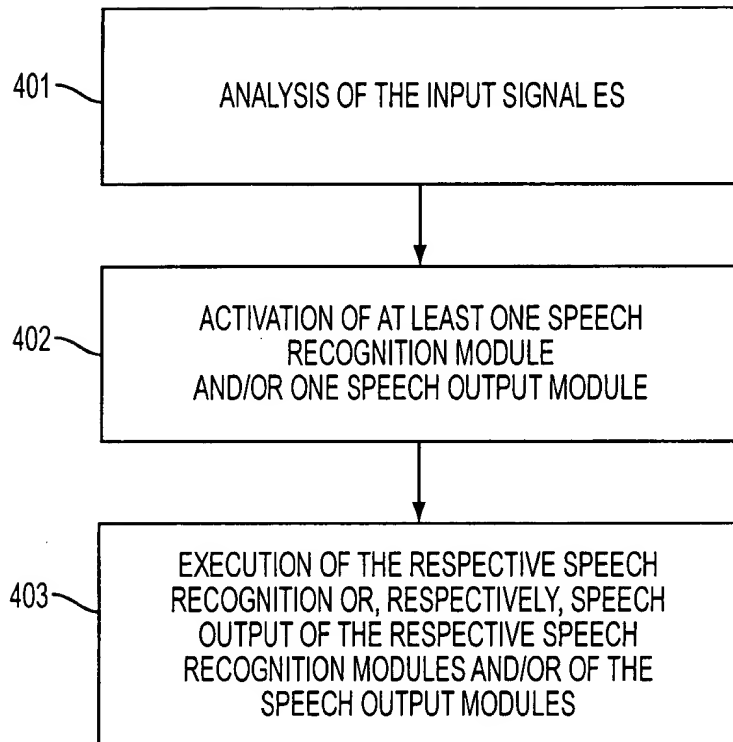 401
ANALYSIS OF THE INPUT SIGNAL ES
402
ACTIVATION OF AT LEAST ONE SPEECH
RECOGNITION MODULE
AND/OR ONE SPEECH OUTPUT MODULE
403
EXECUTION OF THE RESPECTIVE SPEECH
RECOGNITION OR, RESPECTIVELY, SPEECH
OUTPUT OF THE RESPECTIVE SPEECH
RECOGNITION MODULES AND/OR OF THE
SPEECH OUTPUT MODULES